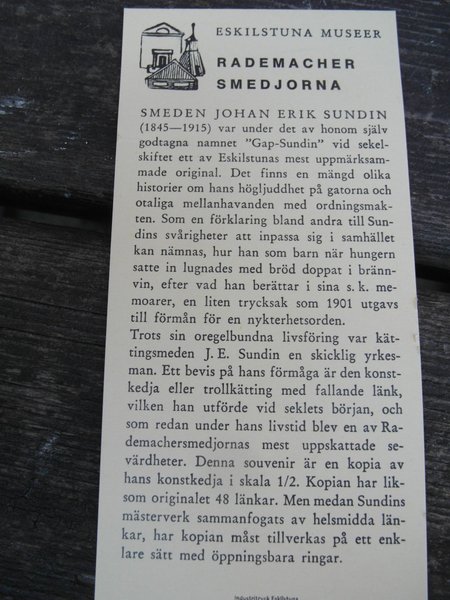 ESKILSTUNA MUSEER
RADEMACHER
SMEDJORNA
SMEDEN JOHAN ERIK SUNDIN
(1845—1915) var under det av honom själv
godtagna namnet "Gap-Sundin" vid sekel-
skiftet ett av Eskilstunas mest uppmärksam-
made original. Det finns en mängd olika
historier om hans högljuddhet på gatorna och
otaliga mellanhavanden med ordningsmak-
ten. Som en förklaring bland andra till Sun-
dins svårigheter att inpassa sig i samhället
kan nämnas, hur han som barn när hungern
satte in lugnades med bröd doppat i bränn-
vin, efter vad han berättar i sina s. k. me-
moarer, en liten trycksak som 1901 utgavs
till förmån för en nykterhetsorden.
Trots sin oregelbundna livsföring var kät-
tingsmeden J. E. Sundin en skicklig yrkes-
man. Ett bevis på hans förmåga är den konst-
kedja eller trollkätting med fallande länk,
vilken han utförde vid seklets början, och
som redan under hans livstid blev en av Ra-
demachersmedjornas mest uppskattade se-
värdheter. Denna souvenir är en kopia av
hans konstkedja i skala 1/2. Kopian har lik-
som originalet 48 länkar. Men medan Sundins
mästerverk sammanfogats av helsmidda län-
kar, har kopian måst tillverkas på ett enk-
lare sätt med öppningsbara ringar.
Industritryck Eskilstuna